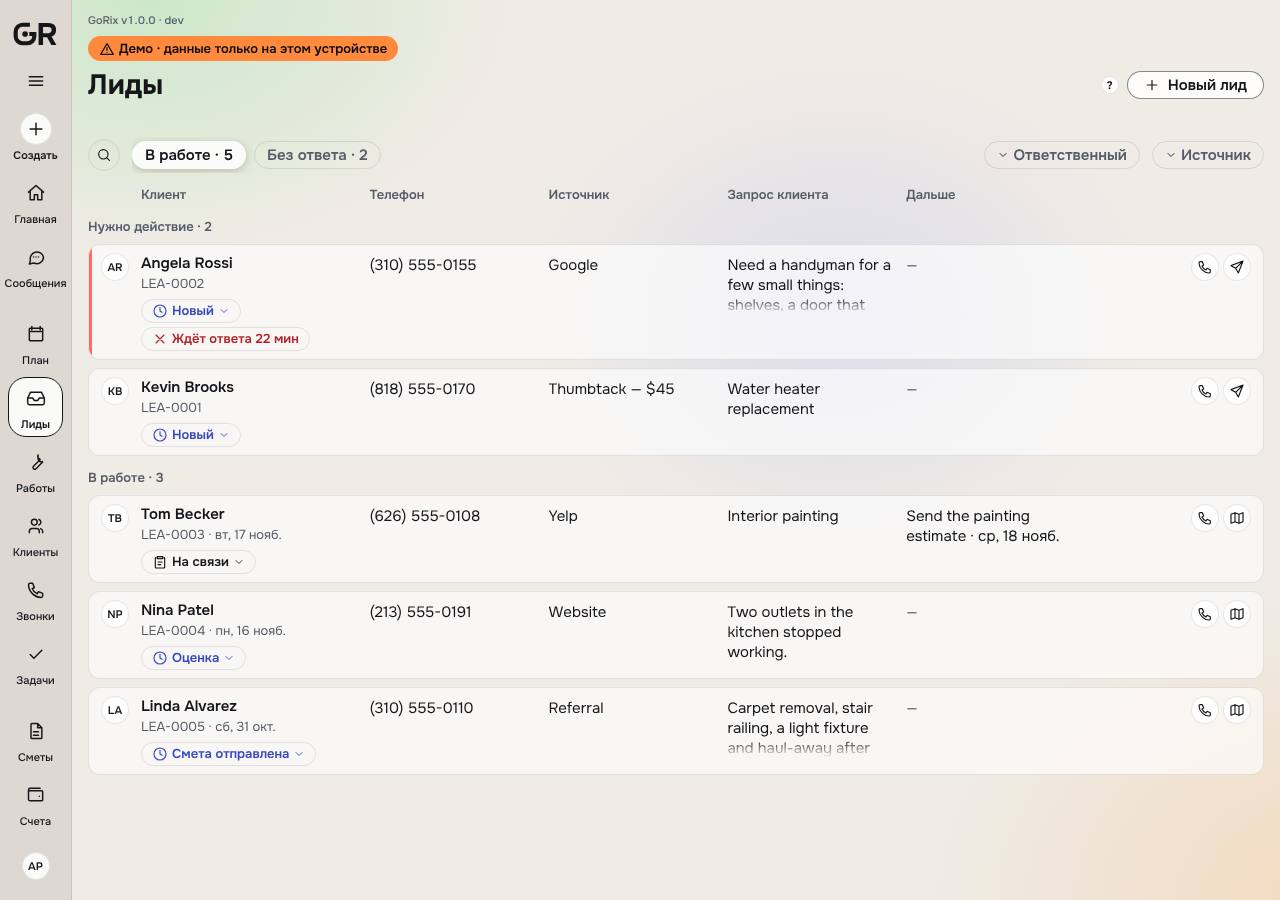 GR
GoRix v1.0.0 · dev
Демо · данные только на этом устройстве
Лиды
?
Новый лид
Создать
Главная
Сообщения
План
Лиды
Работы
Клиенты
Звонки
Задачи
Сметы
Счета
AP
В работе · 5
Без ответа · 2
Ответственный
Источник
Клиент
Телефон
Источник
Запрос клиента
Дальше
Нужно действие · 2
AR
Angela Rossi
LEA-0002
Новый
Ждёт ответа 22 мин
(310) 555-0155
Google
Need a handyman for a
few small things:
shelves, a door that
–
KB
Kevin Brooks
LEA-0001
Новый
(818) 555-0170
Thumbtack — $45
Water heater
replacement
–
В работе · 3
TB
Tom Becker
LEA-0003 · вт, 17 нояб.
На связи
(626) 555-0108
Yelp
Interior painting
Send the painting
estimate · ср, 18 нояб.
NP
Nina Patel
LEA-0004 · пн, 16 нояб.
Оценка
(213) 555-0191
Website
Two outlets in the
kitchen stopped
working.
–
LA
Linda Alvarez
LEA-0005 · сб, 31 окт.
Смета отправлена
(310) 555-0110
Referral
Carpet removal, stair
railing, a light fixture
and haul-away after
–